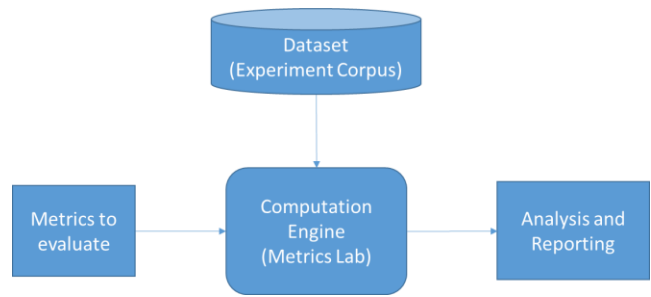 Dataset
(Experiment Corpus)
Metrics to
evaluate
Computation
Engine
(Metrics Lab)
Analysis and
Reporting